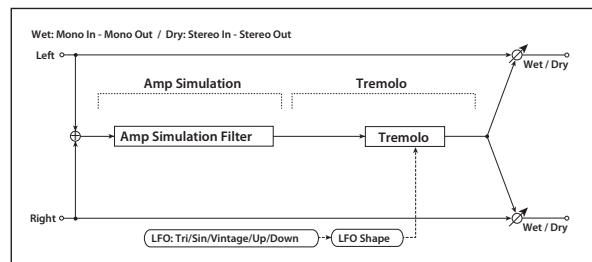 Wet: Mono In - Mono Out / Dry: Stereo In - Stereo Out
Left
Wet / Dry
Amp Simulation
Tremolo
Amp Simulation Filter
Tremolo
Right
Wet / Dry
LFO: Tri/Sin/Vintage/Up/Down
LFO Shape